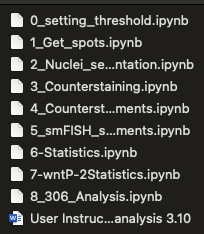 0_setting_threshold.ipynb
1_Get_spots.ipynb
2_Nuclei_se...ntation.ipynb
3_Counterstaining.ipynb
4_Counterst...ments.ipynb
5_smFISH_s...ments.ipynb
6-Statistics.ipynb
7-wntP-2Statistics.ipynb
8_306_Analysis.ipynb
User Instruc...analysis 3.10